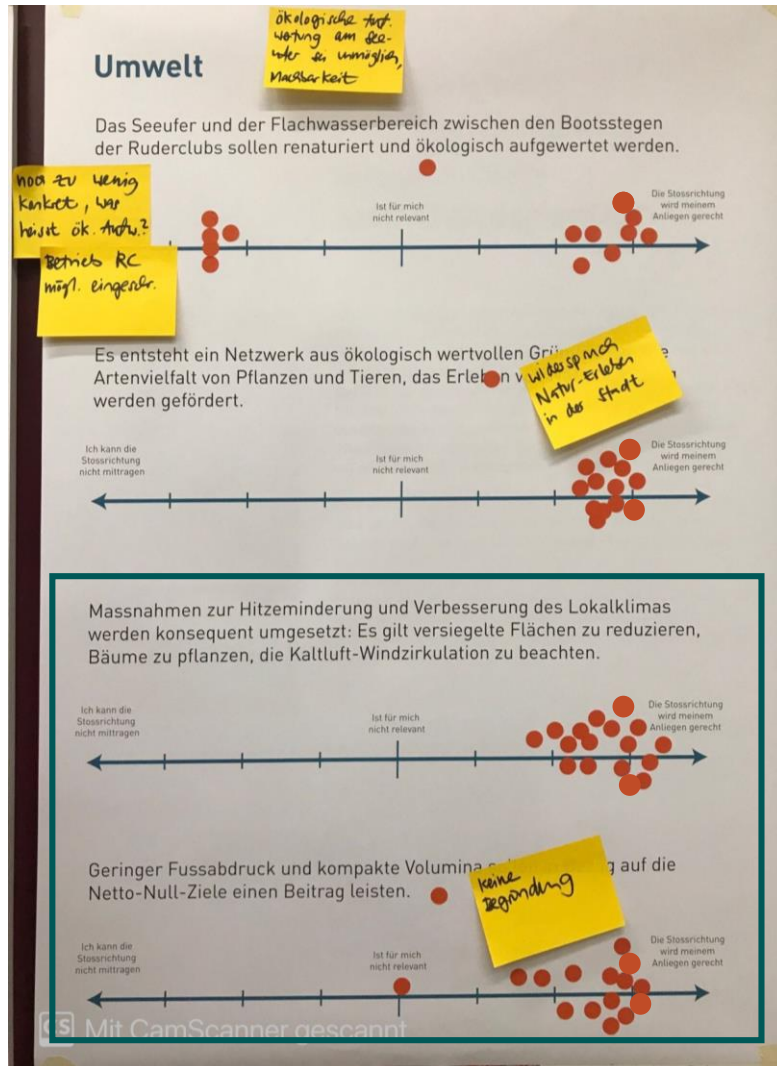 ökologische Auf-
wertung am See-
ufer sei unmöglich,
Machbarkeit
Umwelt
Das Seeufer und der Flachwasserbereich zwischen den Bootsstegen
der Ruderclubs sollen renaturiert und ökologisch aufgewertet werden.
noch zu wenig
konkret, was
heisst ök. Aufw.?
Ist für mich
nicht relevant
Die Stossrichtung
wird meinem
Anliegen gerecht
Betrieb RC
mögl. eingeschr.
Es entsteht ein Netzwerk aus ökologisch wertvollen Grü
Artenvielfalt von Pflanzen und Tieren, das Erleben v
werden gefördert.
Widerspruch
Natur-Erleben
in der Stadt
Ich kann die
Stossrichtung
nicht mittragen
Ist für mich
nicht relevant
Die Stossrichtung
wird meinem
Anliegen gerecht
Massnahmen zur Hitzeminderung und Verbesserung des Lokalklimas
werden konsequent umgesetzt: Es gilt versiegelte Flächen zu reduzieren,
Bäume zu pflanzen, die Kaltluft-Windzirkulation zu beachten.
Ich kann die
Stossrichtung
nicht mittragen
Ist für mich
nicht relevant
Die Stossrichtung
wird meinem
Anliegen gerecht
Geringer Fussabdruck und kompakte Volumina g auf die
Netto-Null-Ziele einen Beitrag leisten.
Keine
Begründung
Ich kann die
Stossrichtung
nicht mittragen
Ist für mich
nicht relevant
Die Stossrichtung
wird meinem
Anliegen gerecht
CS Mit CamScanner gescannt